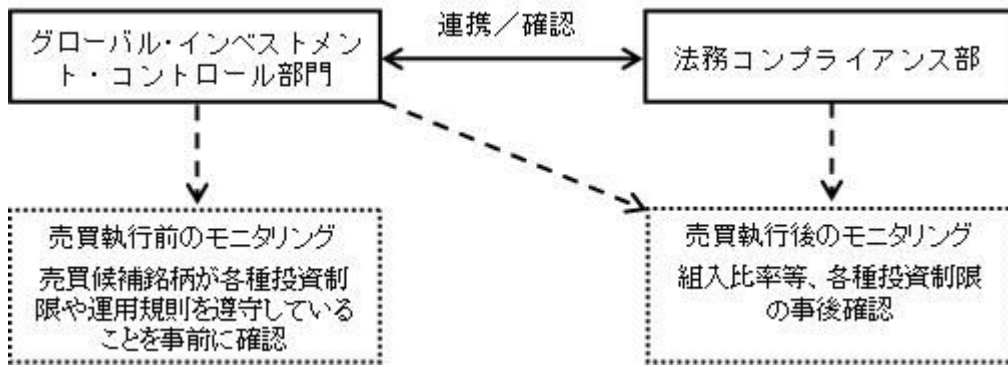 連携／確認
グローバル・インベストメン
ト・コントロール部門
法務コンプライアンス部
売買執行前のモニタリング
売買候補銘柄が各種投資制
限や運用規則を遵守している
ことを事前に確認
売買執行後のモニタリング
組入比率等、各種投資制限
の事後確認